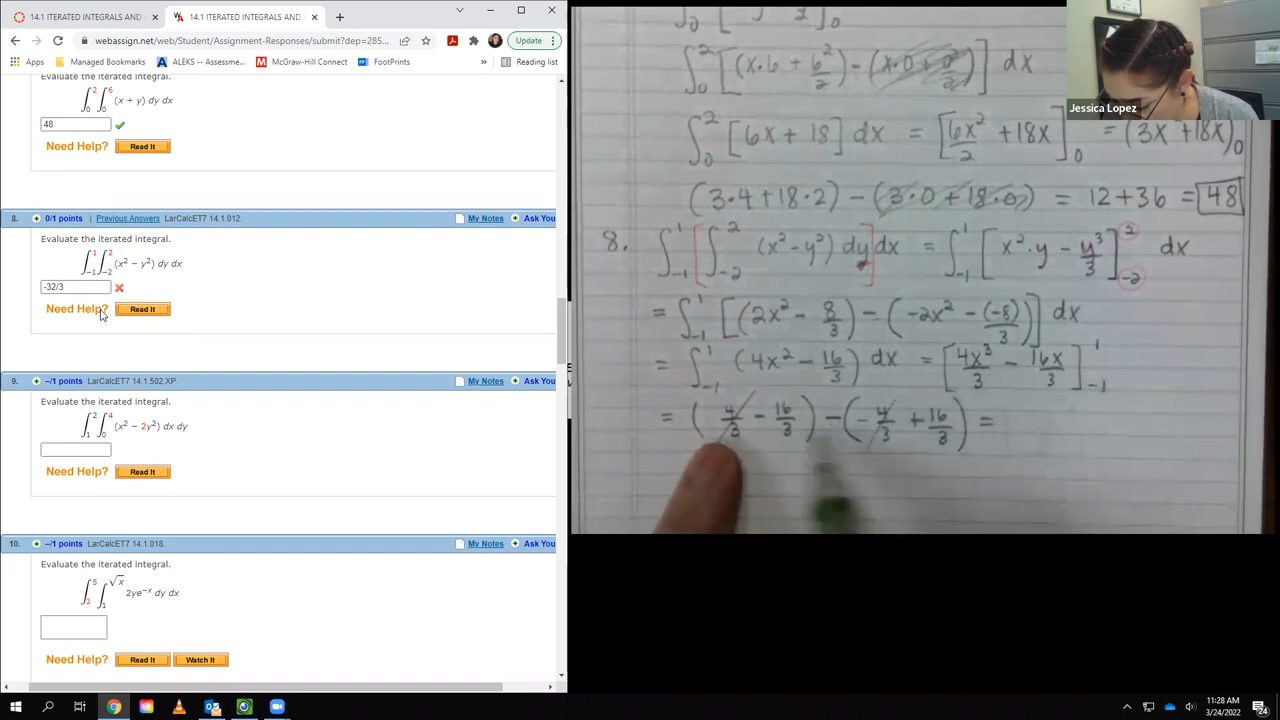 14.1 ITERATED INTEGRALS AND
14.1 ITERATED INTEGRALS AND
webassign.net/web/Student/Assignment-Responses/submit?dep=285...
Update
Apps
Managed Bookmarks
ALEKS -- Assessme...
McGraw-Hill Connect
FootPrints
»
Reading list
Evaluate the iterated integral.
∫₀² ∫₀⁶ (x + y) dy dx
48
Need Help? Read It
8. 0/1 points | Previous Answers LarCalcET7 14.1.012. My Notes Ask You
Evaluate the iterated integral.
∫₋₁¹ ∫₋₂² (x² − y²) dy dx
-32/3
Need Help? Read It
9. –/1 points LarCalcET7 14.1.502.XP. My Notes Ask You
Evaluate the iterated integral.
∫₁² ∫₀⁴ (x² − 2y²) dx dy
Need Help? Read It
10. –/1 points LarCalcET7 14.1.018. My Notes Ask You
Evaluate the iterated integral.
∫₃⁵ ∫₁^√x 2ye⁻ˣ dy dx
Need Help? Read It Watch It
∫₀² [(x·6 + 6²/2) − (x·0 + 0²/2)] dx
∫₀² [6x + 18] dx = [6x²/2 + 18x]₀ = (3x + 18x)₀
(3·4 + 18·2) − (3·0 + 18·0) = 12 + 36 = 48
8. ∫₋₁¹ [∫₋₂² (x² − y²) dy] dx = ∫₋₁¹ [x²·y − y³/3]₋₂² dx
= ∫₋₁¹ [(2x² − 8/3) − (−2x² − (−8)/3)] dx
= ∫₋₁¹ (4x² − 16/3) dx = [4x³/3 − 16x/3]₋₁¹
= (4/3 − 16/3) − (−4/3 + 16/3) =
Jessica Lopez
11:28 AM
3/24/2022
24